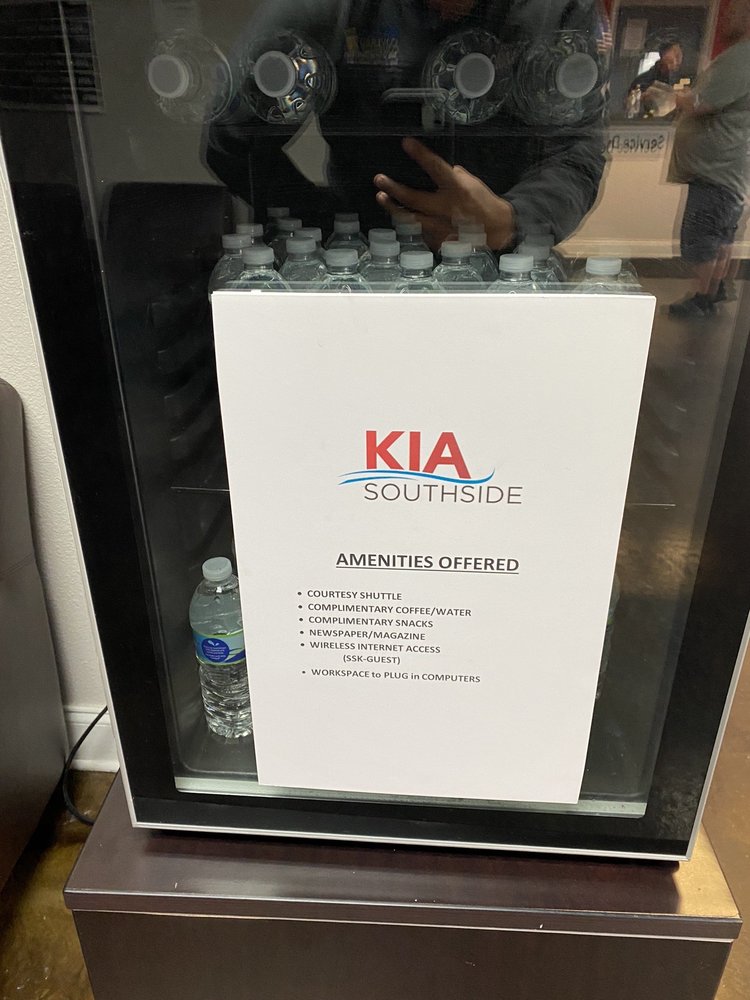 KIA
SOUTHSIDE
AMENITIES OFFERED
• COURTESY SHUTTLE
• COMPLIMENTARY COFFEE/WATER
• COMPLIMENTARY SNACKS
• NEWSPAPER/MAGAZINE
• WIRELESS INTERNET ACCESS
(SSK-GUEST)
• WORKSPACE to PLUG in COMPUTERS